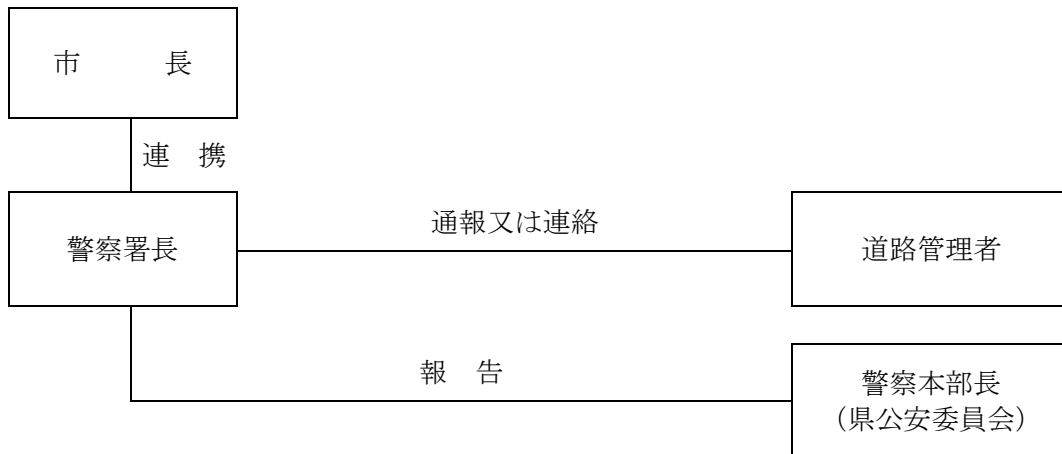 市　　　長
連　携
警察署長
通報又は連絡
道路管理者
報　告
警察本部長
（県公安委員会）